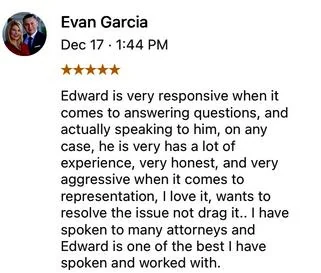 Evan Garcia
Dec 17 · 1:44 PM
★★★★★
Edward is very responsive when it
comes to answering questions, and
actually speaking to him, on any
case, he is very has a lot of
experience, very honest, and very
aggressive when it comes to
representation, I love it, wants to
resolve the issue not drag it.. I have
spoken to many attorneys and
Edward is one of the best I have
spoken and worked with.